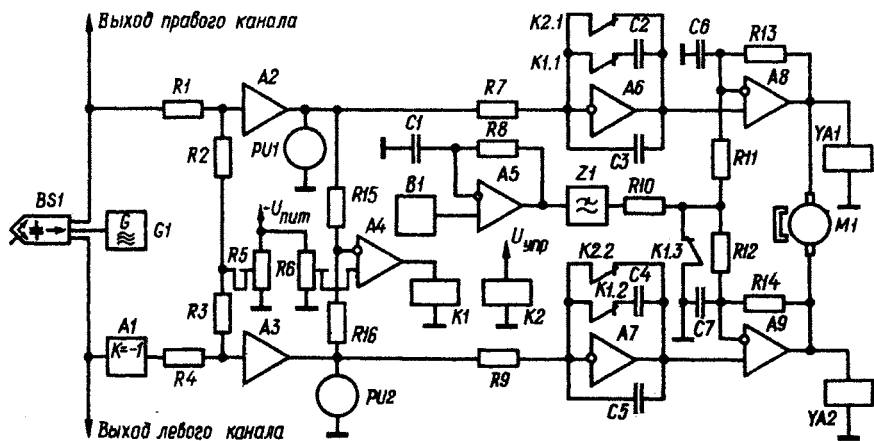 Выход правого канала
K2.1
C2
C6
R13
K1.1
R1
A2
R7
A6
A8
R2
PU1
C1
R8
C3
R11
YA1
BS1
G
G1
-Uпит
R15
B1
A5
Z1
R10
M1
R5
R6
A4
Uупр
K2.2
C4
K1.3
R12
R3
K1
K2
K1.2
A1
K=-1
R4
A3
R16
R9
A7
C7
R14
A9
PU2
C5
YA2
Выход левого канала